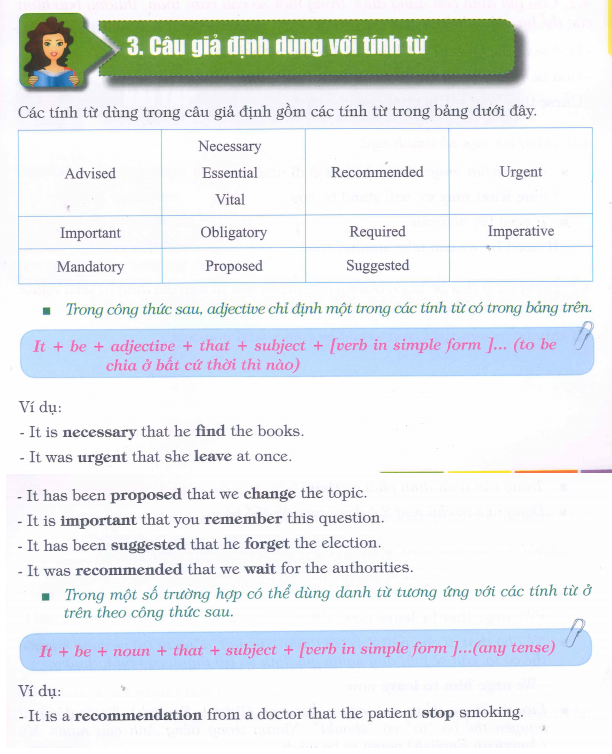 3. Câu giả định dùng với tính từ
Các tính từ dùng trong câu giả định gồm các tính từ trong bảng dưới đây.
Advised
Necessary
Essential
Vital
Recommended
Urgent
Important
Obligatory
Required
Imperative
Mandatory
Proposed
Suggested
▪ Trong công thức sau, adjective chỉ định một trong các tính từ có trong bảng trên.
It + be + adjective + that + subject + [verb in simple form ]... (to be
chia ở bất cứ thời thì nào)
Ví dụ:
- It is necessary that he find the books.
- It was urgent that she leave at once.
- It has been proposed that we change the topic.
- It is important that you remember this question.
- It has been suggested that he forget the election.
- It was recommended that we wait for the authorities.
▪ Trong một số trường hợp có thể dùng danh từ tương ứng với các tính từ ở
trên theo công thức sau.
It + be + noun + that + subject + [verb in simple form ]...(any tense)
Ví dụ:
- It is a recommendation from a doctor that the patient stop smoking.